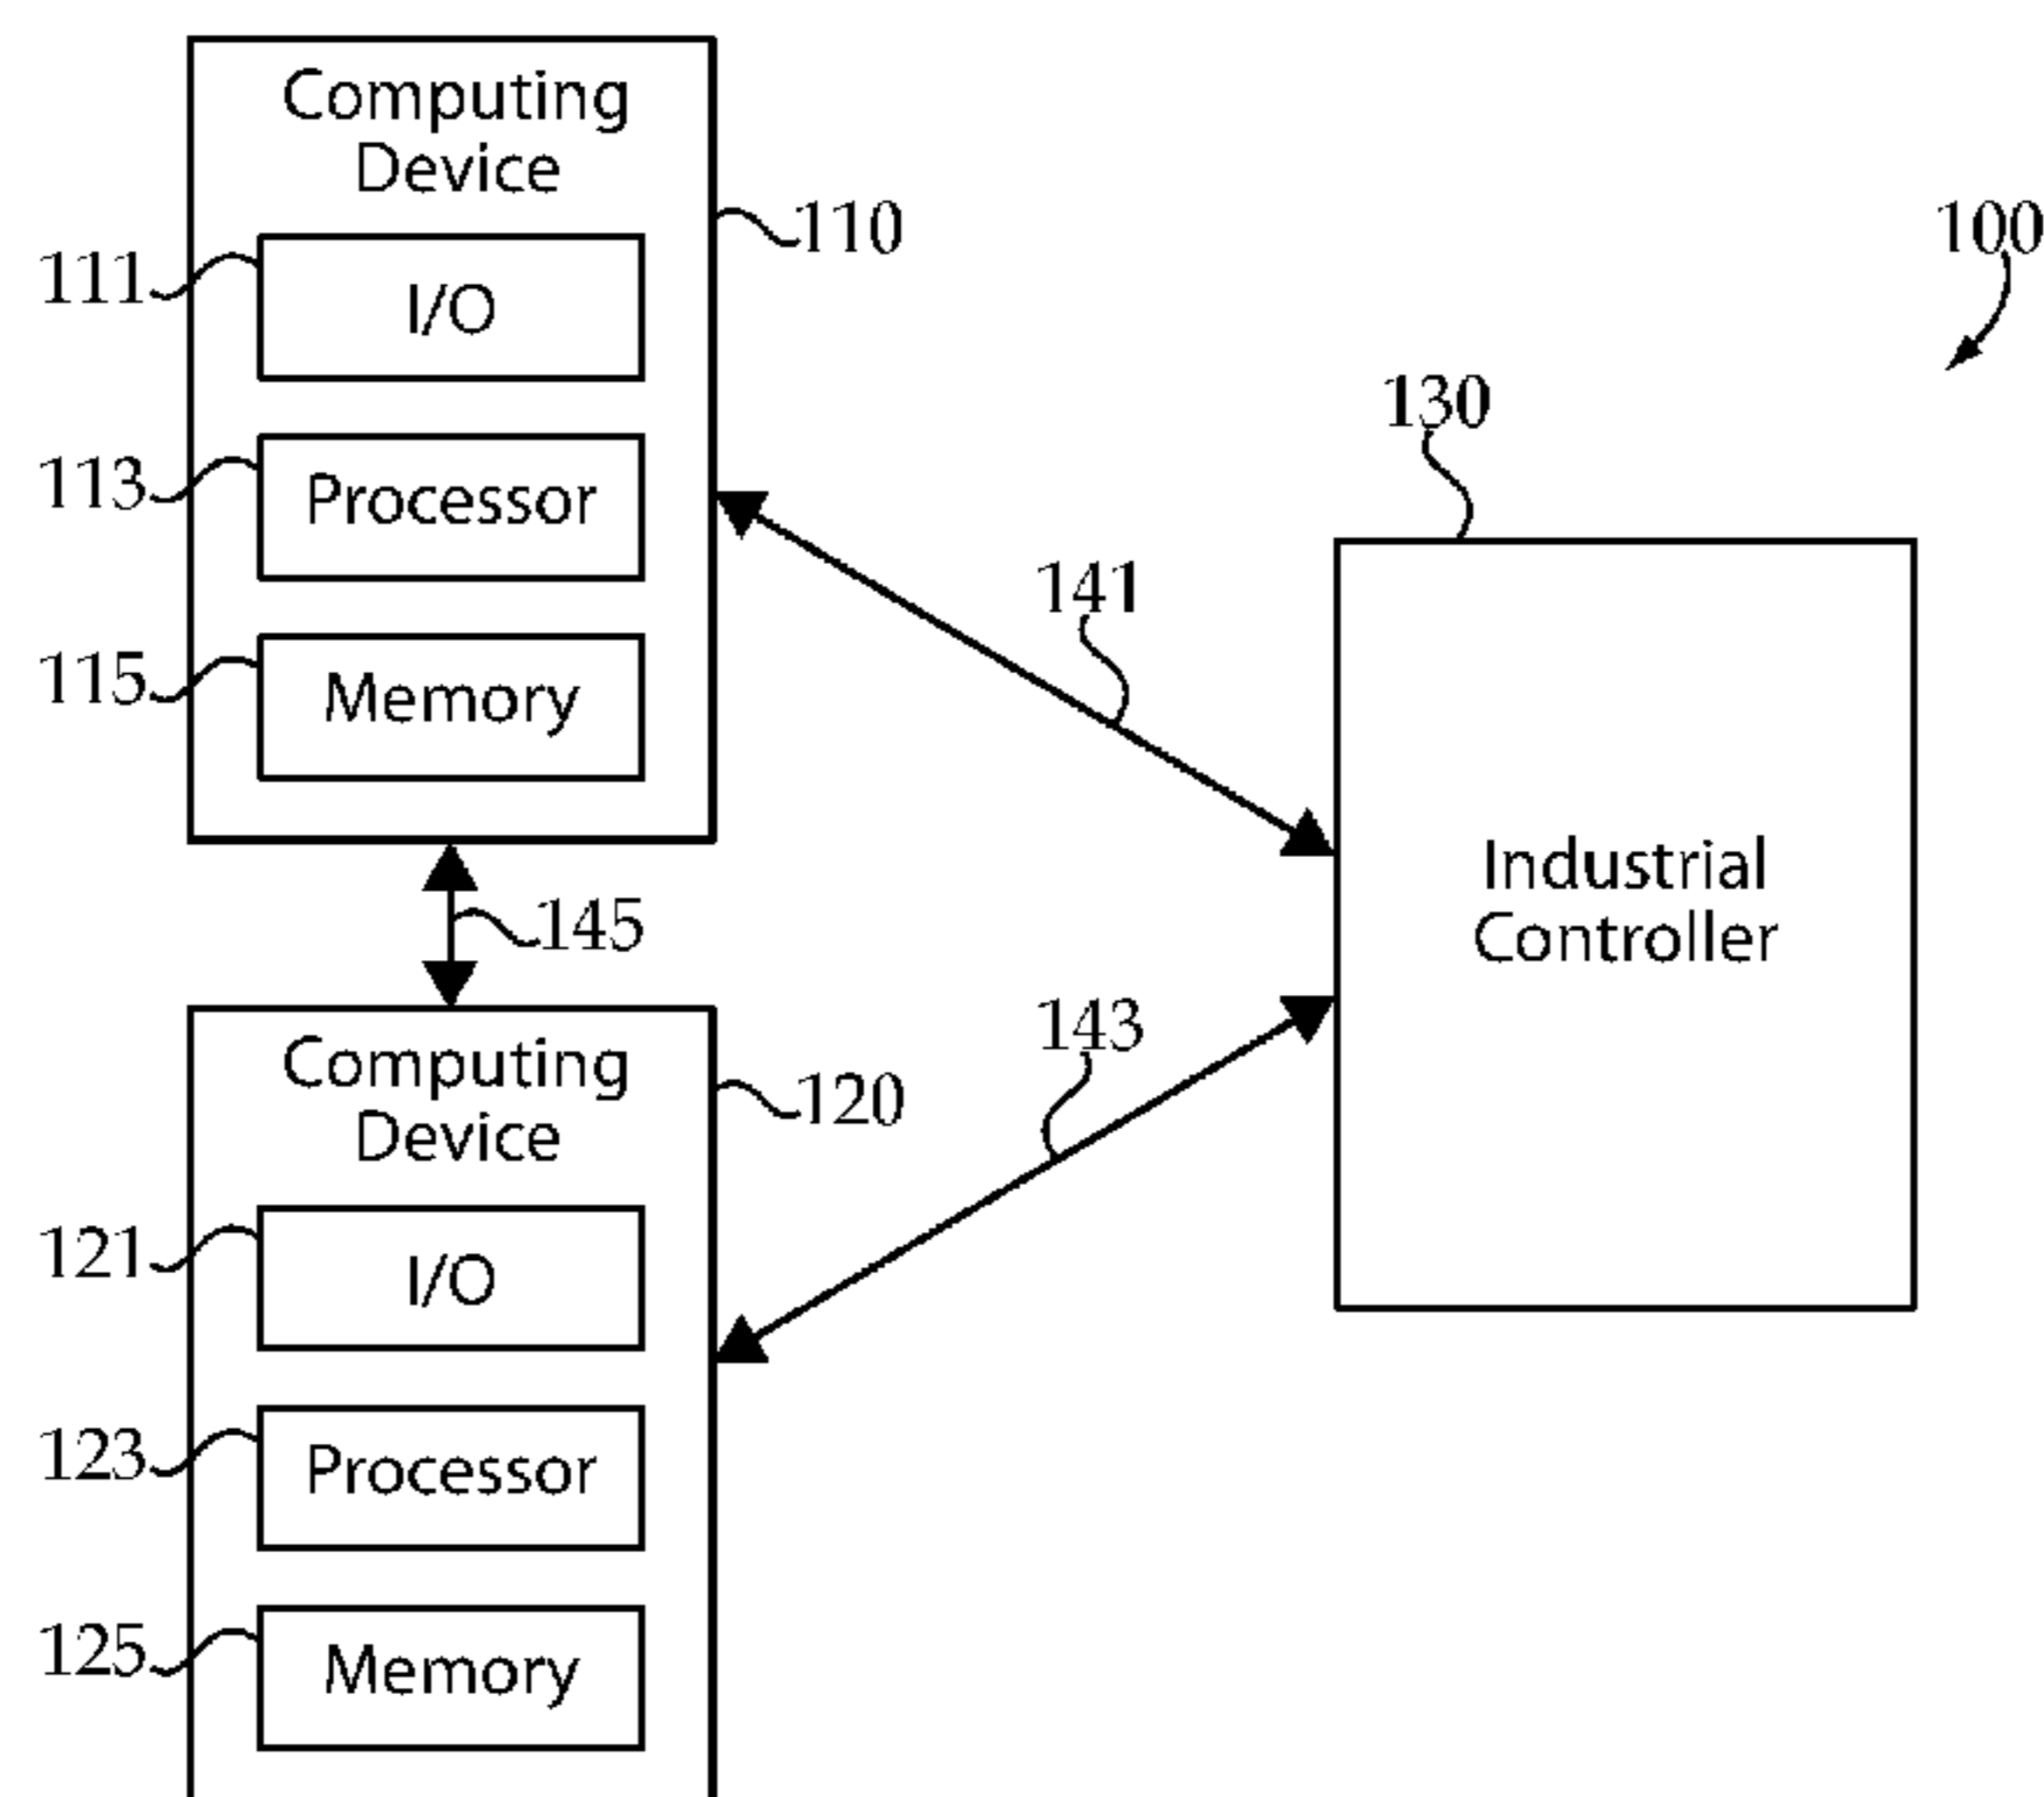 Computing
Device
110
100
111
I/O
130
113
Processor
141
115
Memory
Industrial
Controller
145
143
Computing
Device
120
121
I/O
123
Processor
125
Memory